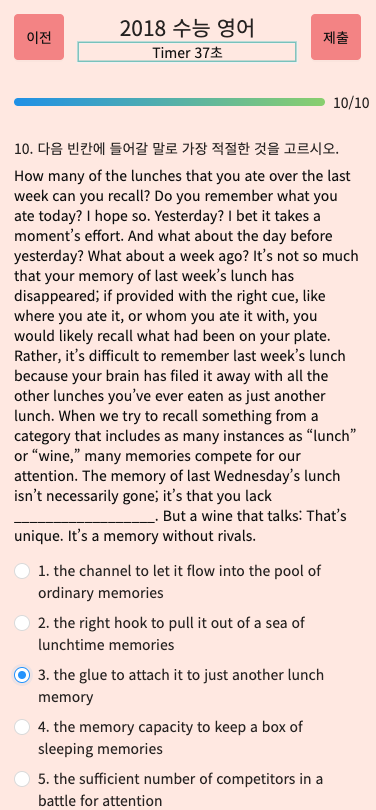 이전
2018 수능 영어
Timer 37초
제출
10/10
10. 다음 빈칸에 들어갈 말로 가장 적절한 것을 고르시오.
How many of the lunches that you ate over the last
week can you recall? Do you remember what you
ate today? I hope so. Yesterday? I bet it takes a
moment’s effort. And what about the day before
yesterday? What about a week ago? It’s not so much
that your memory of last week’s lunch has
disappeared; if provided with the right cue, like
where you ate it, or whom you ate it with, you
would likely recall what had been on your plate.
Rather, it’s difficult to remember last week’s lunch
because your brain has filed it away with all the
other lunches you’ve ever eaten as just another
lunch. When we try to recall something from a
category that includes as many instances as “lunch”
or “wine,” many memories compete for our
attention. The memory of last Wednesday’s lunch
isn’t necessarily gone; it’s that you lack
__________________. But a wine that talks: That’s
unique. It’s a memory without rivals.
1. the channel to let it flow into the pool of
ordinary memories
2. the right hook to pull it out of a sea of
lunchtime memories
3. the glue to attach it to just another lunch
memory
4. the memory capacity to keep a box of
sleeping memories
5. the sufficient number of competitors in a
battle for attention